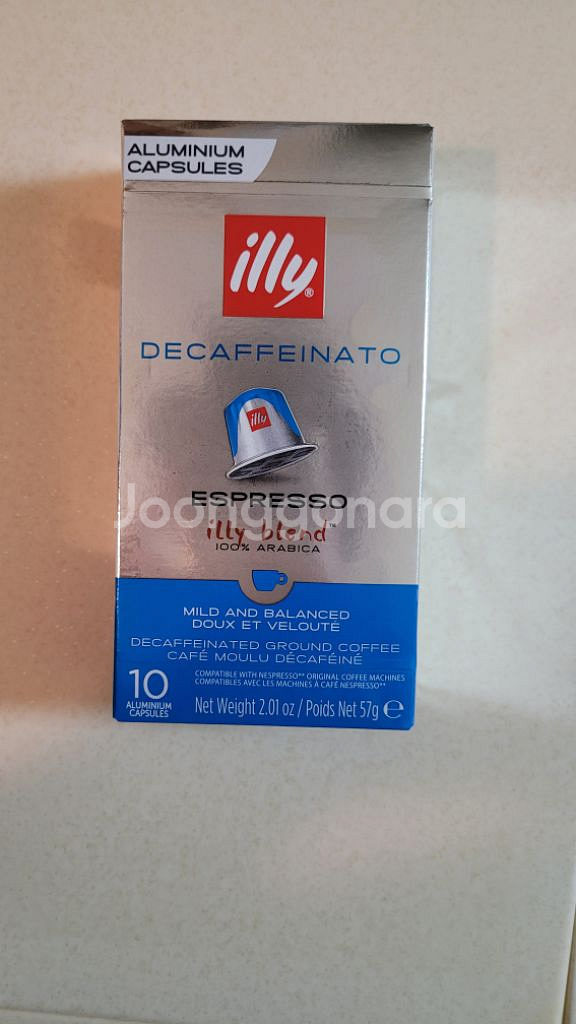 ALUMINIUM
CAPSULES
illy®
DECAFFEINATO
illy
ESPRESSO
illy blend™
Joonggonara
100% ARABICA
MILD AND BALANCED
DOUX ET VELOUTÉ
DECAFFEINATED GROUND COFFEE
CAFÉ MOULU DÉCAFÉINÉ
COMPATIBLE WITH NESPRESSO** ORIGINAL COFFEE MACHINES
COMPATIBLES AVEC LES MACHINES À CAFÉ NESPRESSO**
10
ALUMINIUM
CAPSULES
Net Weight 2.01 oz / Poids Net 57g ℮